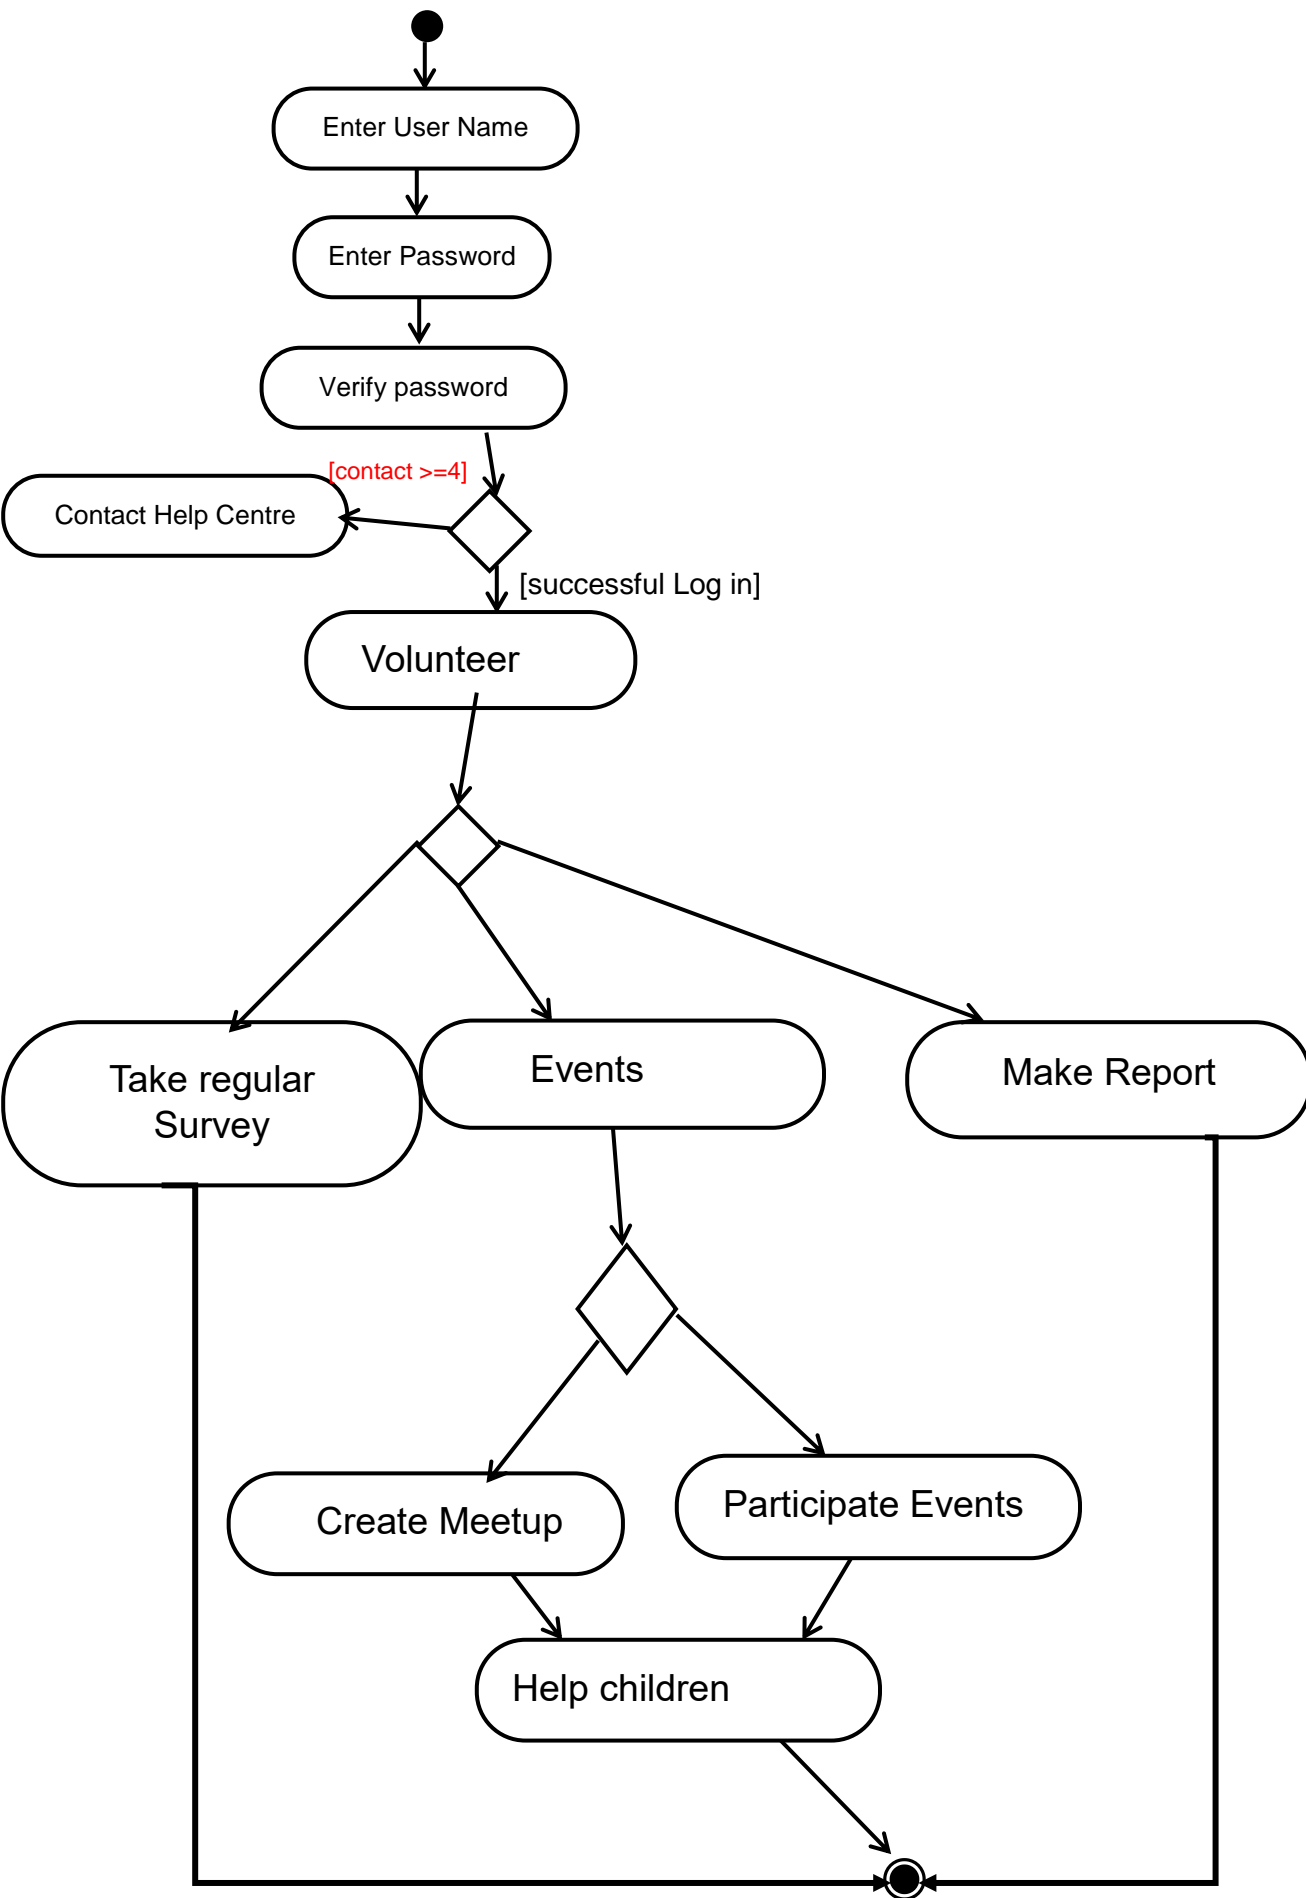 Enter User Name
Enter Password
Verify password
[contact >=4]
Contact Help Centre
[successful Log in]
Volunteer
Take regular
Survey
Events
Make Report
Create Meetup
Participate Events
Help children